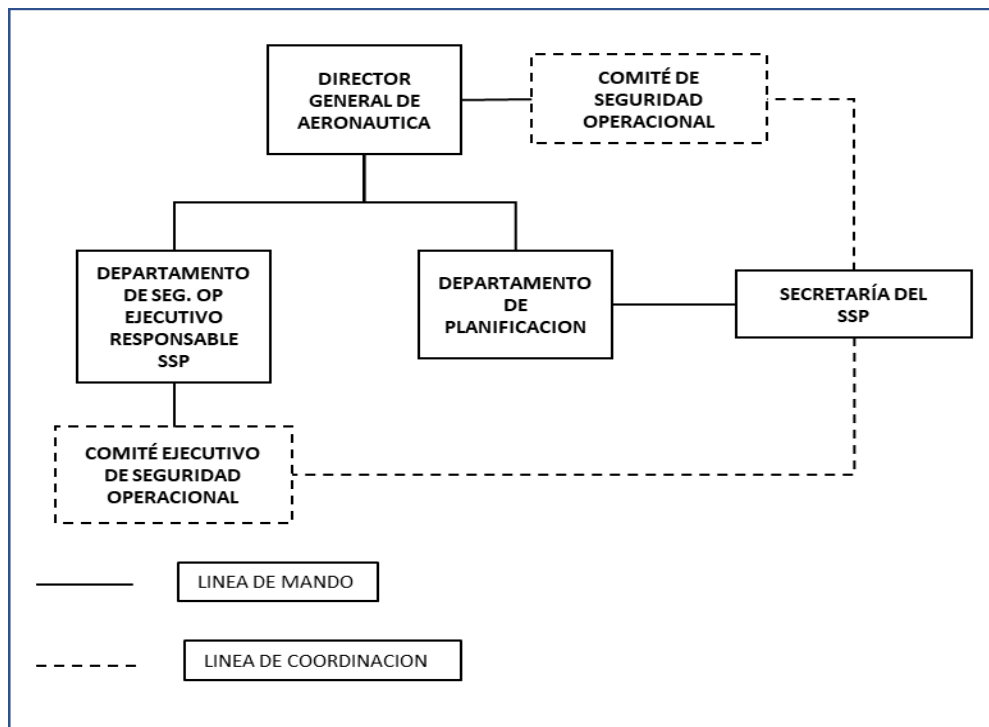 DIRECTOR
GENERAL DE
AERONAUTICA
COMITÉ DE
SEGURIDAD
OPERACIONAL
DEPARTAMENTO
DE SEG. OP
EJECUTIVO
RESPONSABLE
SSP
DEPARTAMENTO
DE
PLANIFICACION
SECRETARÍA DEL
SSP
COMITÉ EJECUTIVO
DE SEGURIDAD
OPERACIONAL
LINEA DE MANDO
LINEA DE COORDINACION